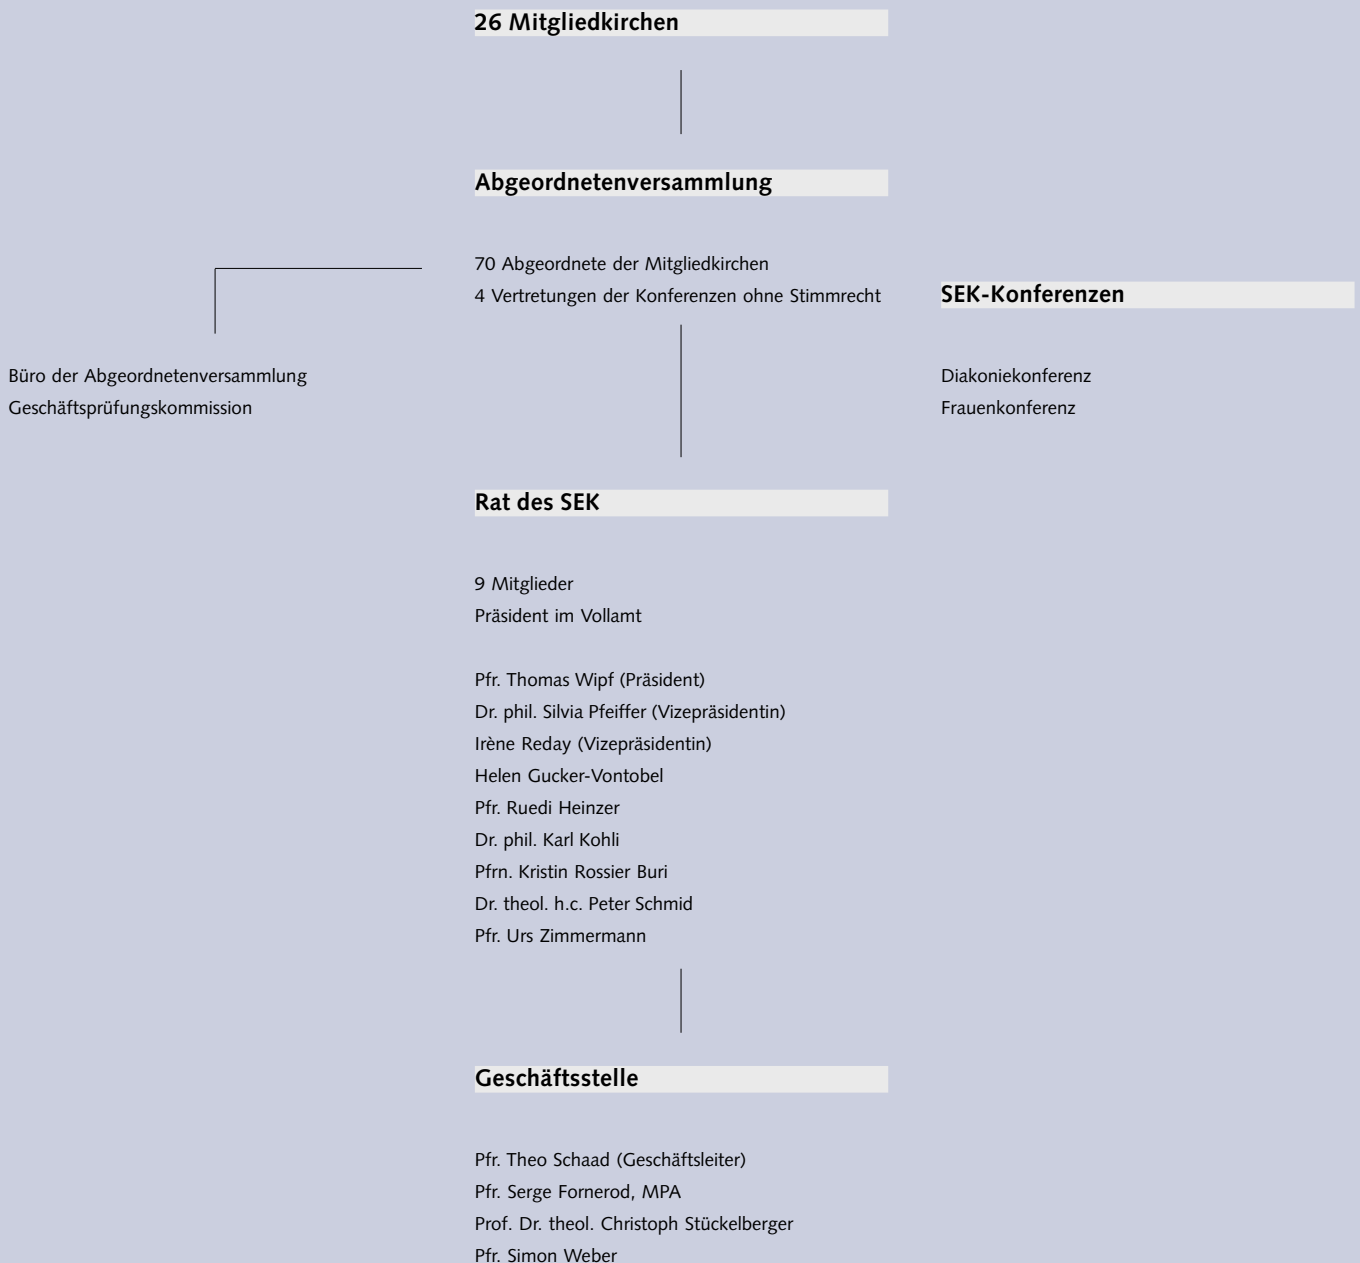 26 Mitgliedkirchen
Abgeordnetenversammlung
70 Abgeordnete der Mitgliedkirchen
4 Vertretungen der Konferenzen ohne Stimmrecht
SEK-Konferenzen
Büro der Abgeordnetenversammlung
Geschäftsprüfungskommission
Diakoniekonferenz
Frauenkonferenz
Rat des SEK
9 Mitglieder
Präsident im Vollamt
Pfr. Thomas Wipf (Präsident)
Dr. phil. Silvia Pfeiffer (Vizepräsidentin)
Irène Reday (Vizepräsidentin)
Helen Gucker-Vontobel
Pfr. Ruedi Heinzer
Dr. phil. Karl Kohli
Pfrn. Kristin Rossier Buri
Dr. theol. h.c. Peter Schmid
Pfr. Urs Zimmermann
Geschäftsstelle
Pfr. Theo Schaad (Geschäftsleiter)
Pfr. Serge Fornerod, MPA
Prof. Dr. theol. Christoph Stückelberger
Pfr. Simon Weber